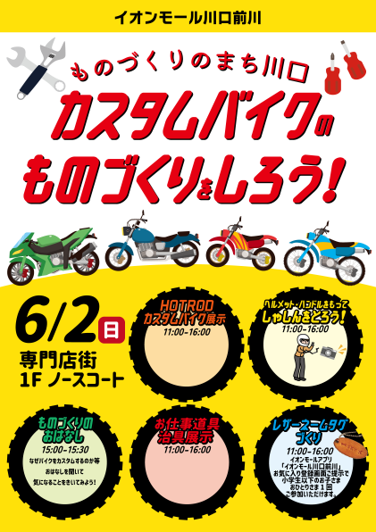 イオンモール川口前川
ものづくりのまち川口
カスタムバイクの
ものづくりをしろう!
6/2日
専門店街
1F ノースコート
HOTROD
カスタムバイク展示
11:00-16:00
ヘルメット・ハンドルをもって
しゃしんをとろう!
11:00-16:00
ものづくりの
おはなし
15:00-15:30
なぜバイクをカスタムするのか等
おはなしを聞いて
気になることをきいてみよう!
お仕事道具
治具展示
11:00-16:00
レザーネームタグ
づくり
11:00-16:00
イオンモールアプリ
「イオンモール川口前川」
お気に入り登録画面ご提示で
小学生以下のお子さま
おひとりさま1回
ご参加いただけます。